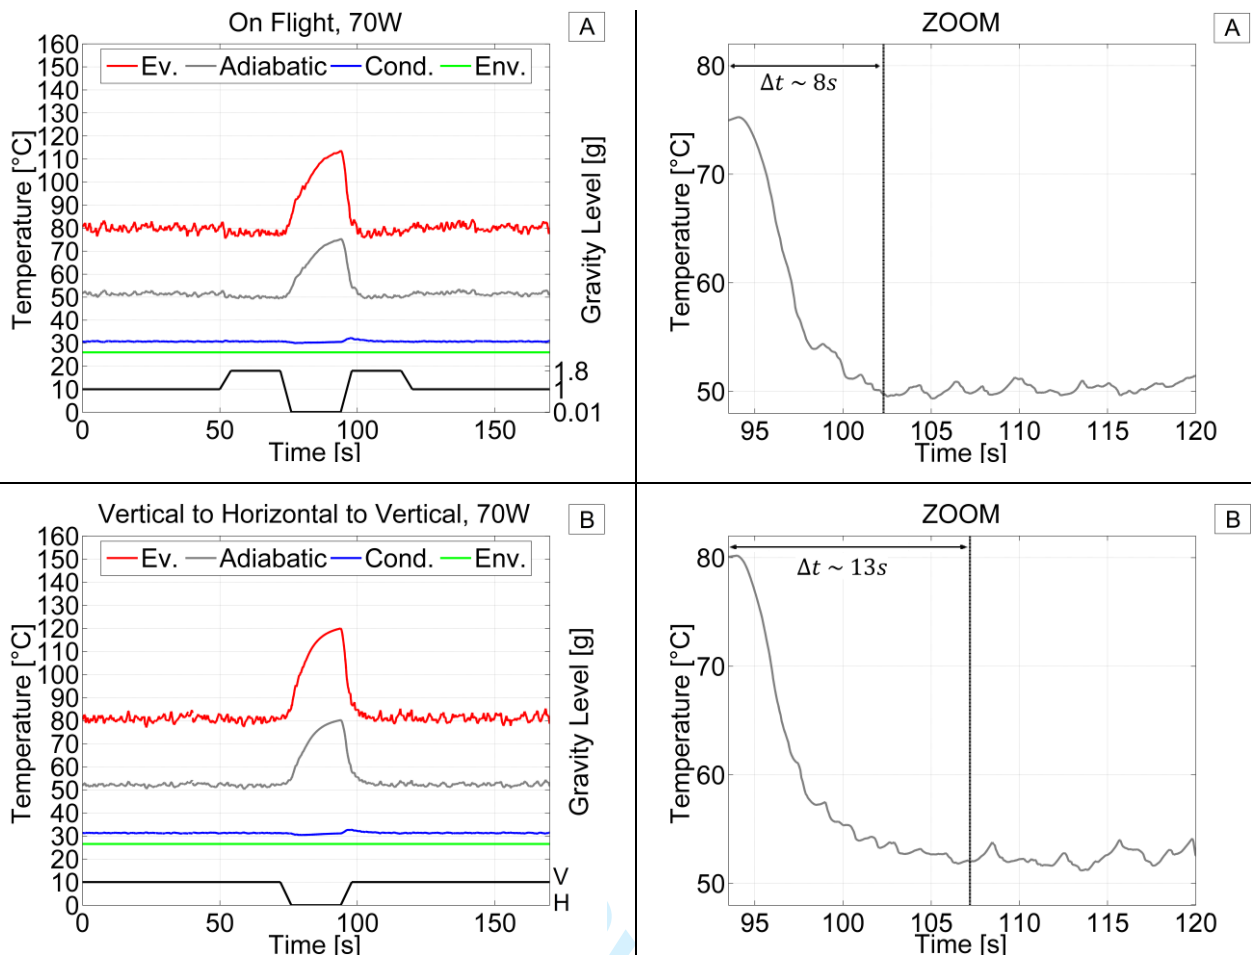 On Flight, 70W
A
Ev. Adiabatic Cond. Env.
Temperature [°C]
160
150
140
130
120
110
100
90
80
70
60
50
40
30
20
10
0
Gravity Level [g]
1.8
1
0.01
0 50 100 150
Time [s]
ZOOM
A
Δt ~ 8s
Temperature [°C]
80
70
60
50
95 100 105 110 115 120
Time [s]
Vertical to Horizontal to Vertical, 70W
B
Ev. Adiabatic Cond. Env.
Temperature [°C]
160
150
140
130
120
110
100
90
80
70
60
50
40
30
20
10
0
Gravity Level [g]
V
H
0 50 100 150
Time [s]
ZOOM
B
Δt ~ 13s
Temperature [°C]
80
70
60
50
95 100 105 110 115 120
Time [s]